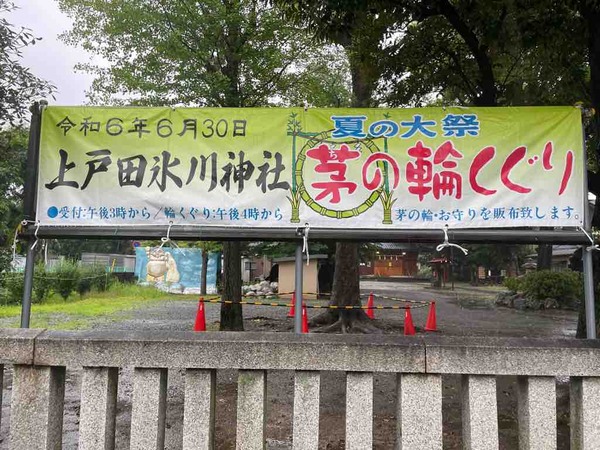 令和6年6月30日
上戸田氷川神社
●受付:午後3時から/輪くぐり:午後4時から
夏の大祭
茅の輪くぐり
茅の輪・お守りを販布致します。